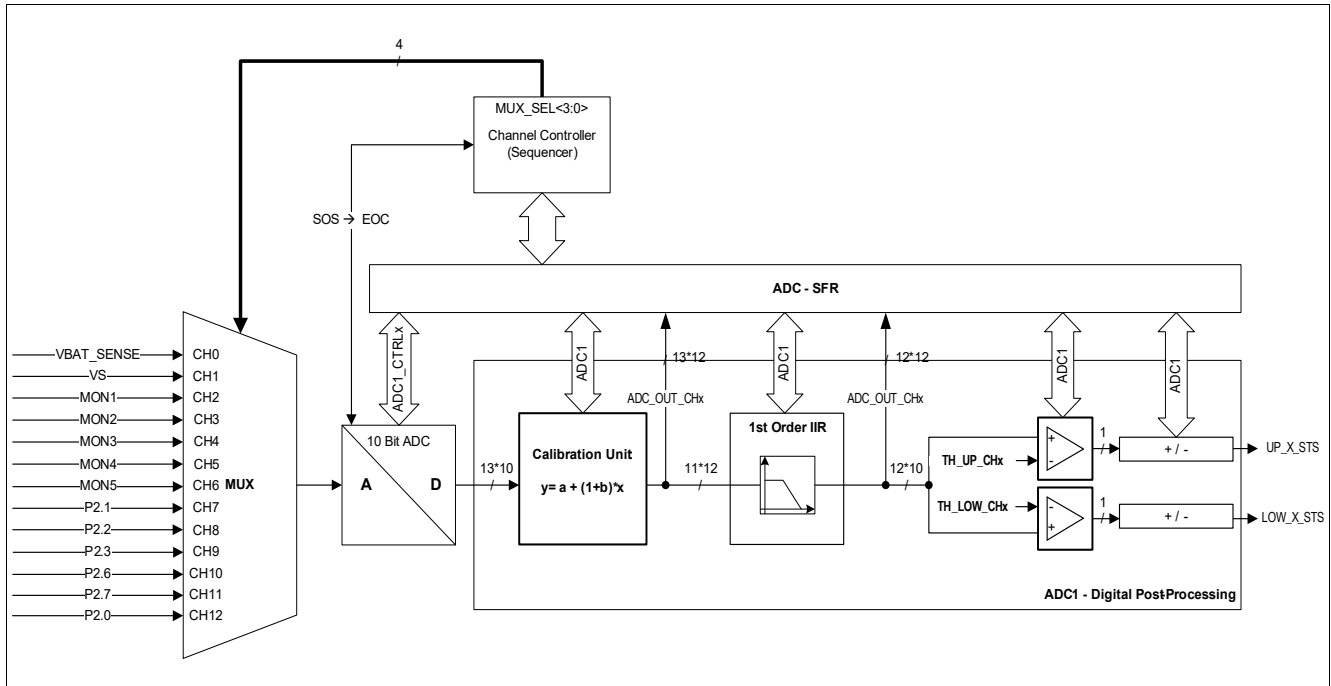 4
MUX_SEL<3:0>
Channel Controller
(Sequencer)
SOS → EOC
ADC - SFR
ADC1_CTRLx
ADC1
13*12
ADC1
12*12
ADC1
ADC1
VBAT_SENSE
CH0
VS
CH1
MON1
CH2
MON2
CH3
MON3
CH4
MON4
CH5
MON5
CH6
MUX
P2.1
CH7
P2.2
CH8
P2.3
CH9
P2.6
CH10
P2.7
CH11
P2.0
CH12
10 Bit ADC
A
D
13*10
Calibration Unit
y= a + (1+b)*x
ADC_OUT_CHx
11*12
1st Order IIR
ADC_OUT_CHx
12*10
TH_UP_CHx
+
-
1
+ / -
UP_X_STS
TH_LOW_CHx
-
+
1
+ / -
LOW_X_STS
ADC1 - Digital PostProcessing